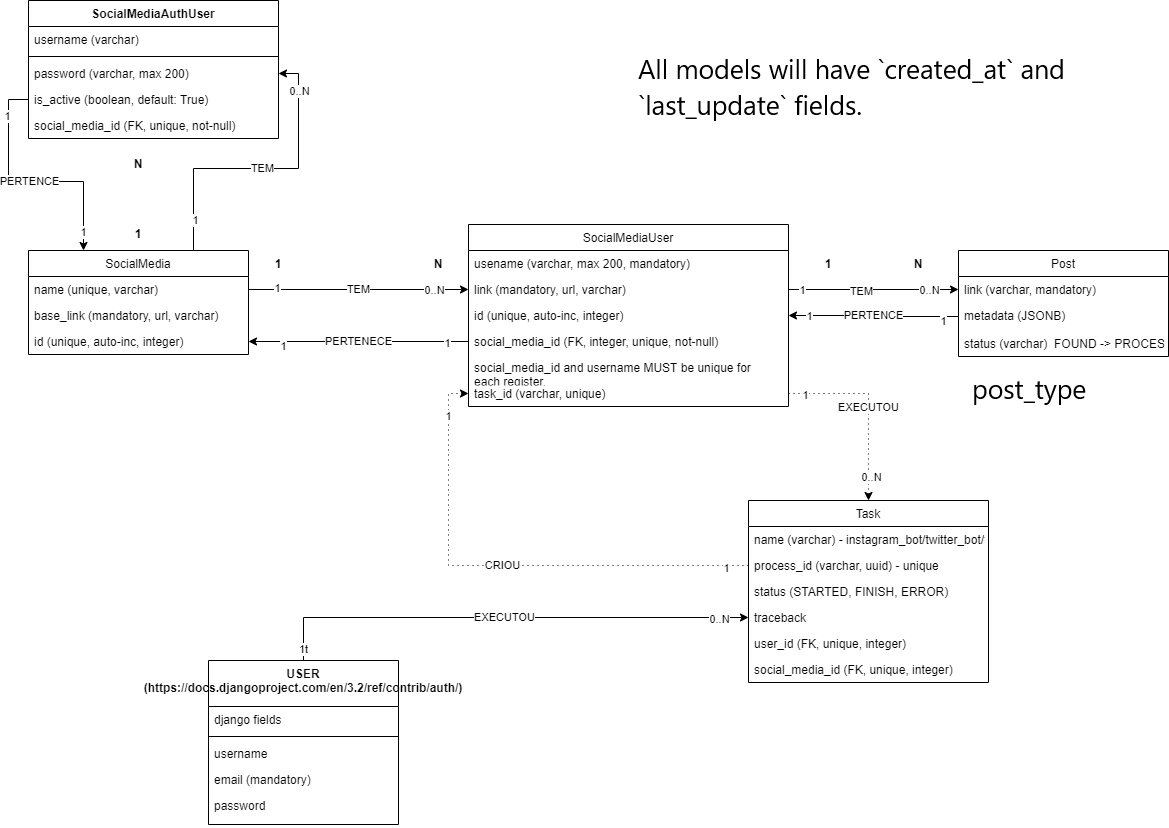 SocialMediaAuthUser
username (varchar)
password (varchar, max 200)
is_active (boolean, default: True)
social_media_id (FK, unique, not-null)
All models will have `created_at` and
`last_update` fields.
0..N
1
N
TEM
PERTENCE
1
1
1
SocialMedia
name (unique, varchar)
base_link (mandatory, url, varchar)
id (unique, auto-inc, integer)
1
N
1
TEM
0..N
1
PERTENECE
1
SocialMediaUser
usename (varchar, max 200, mandatory)
link (mandatory, url, varchar)
id (unique, auto-inc, integer)
social_media_id (FK, integer, unique, not-null)
social_media_id and username MUST be unique for
each register.
task_id (varchar, unique)
1
N
1
TEM
0..N
1
PERTENCE
1
Post
link (varchar, mandatory)
metadata (JSONB)
status (varchar)  FOUND -> PROCES
post_type
1
EXECUTOU
0..N
1
CRIOU
1
Task
name (varchar) - instagram_bot/twitter_bot/
process_id (varchar, uuid) - unique
status (STARTED, FINISH, ERROR)
traceback
user_id (FK, unique, integer)
social_media_id (FK, unique, integer)
EXECUTOU
0..N
1t
USER
(https://docs.djangoproject.com/en/3.2/ref/contrib/auth/)
django fields
username
email (mandatory)
password